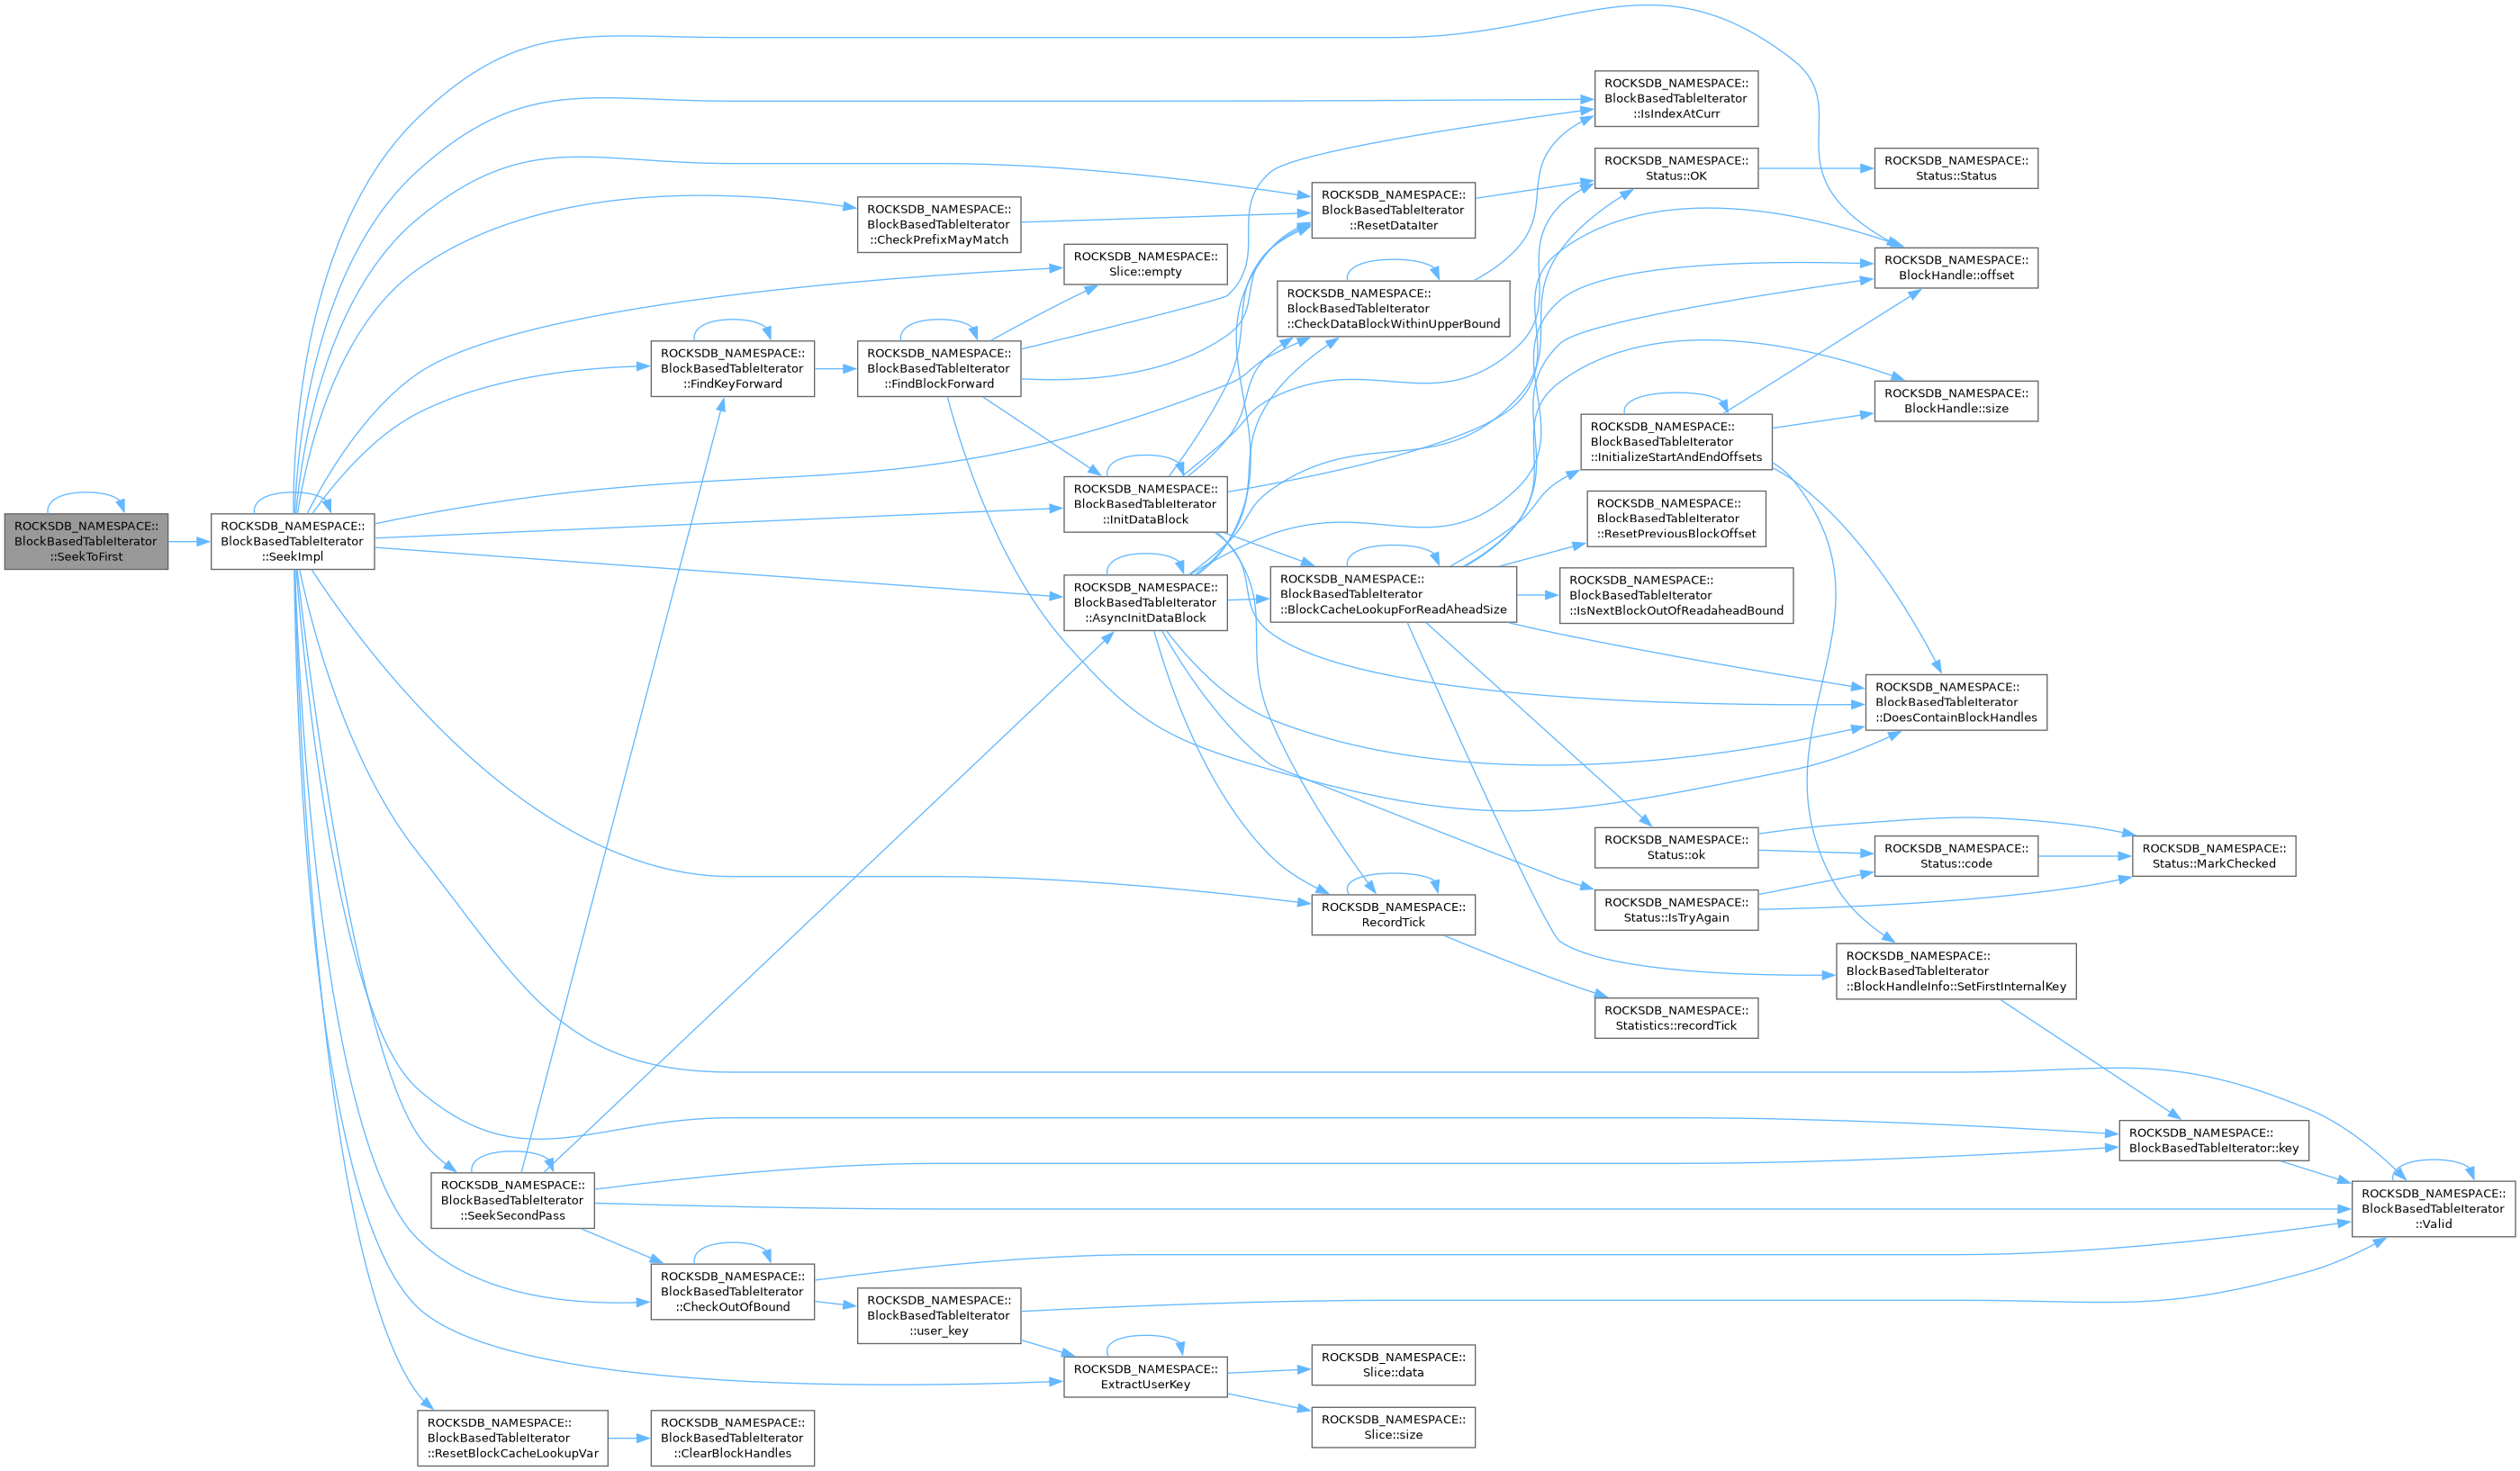 ROCKSDB_NAMESPACE::
BlockBasedTableIterator
::SeekToFirst
ROCKSDB_NAMESPACE::
BlockBasedTableIterator
::SeekImpl
ROCKSDB_NAMESPACE::
BlockBasedTableIterator
::SeekSecondPass
ROCKSDB_NAMESPACE::
BlockBasedTableIterator
::ResetBlockCacheLookupVar
ROCKSDB_NAMESPACE::
BlockBasedTableIterator
::FindKeyForward
ROCKSDB_NAMESPACE::
BlockBasedTableIterator
::CheckOutOfBound
ROCKSDB_NAMESPACE::
BlockBasedTableIterator
::ClearBlockHandles
ROCKSDB_NAMESPACE::
BlockBasedTableIterator
::CheckPrefixMayMatch
ROCKSDB_NAMESPACE::
BlockBasedTableIterator
::FindBlockForward
ROCKSDB_NAMESPACE::
BlockBasedTableIterator
::user_key
ROCKSDB_NAMESPACE::
Slice::empty
ROCKSDB_NAMESPACE::
BlockBasedTableIterator
::InitDataBlock
ROCKSDB_NAMESPACE::
BlockBasedTableIterator
::AsyncInitDataBlock
ROCKSDB_NAMESPACE::
ExtractUserKey
ROCKSDB_NAMESPACE::
BlockBasedTableIterator
::ResetDataIter
ROCKSDB_NAMESPACE::
BlockBasedTableIterator
::CheckDataBlockWithinUpperBound
ROCKSDB_NAMESPACE::
BlockBasedTableIterator
::BlockCacheLookupForReadAheadSize
ROCKSDB_NAMESPACE::
RecordTick
ROCKSDB_NAMESPACE::
Slice::data
ROCKSDB_NAMESPACE::
Slice::size
ROCKSDB_NAMESPACE::
BlockBasedTableIterator
::IsIndexAtCurr
ROCKSDB_NAMESPACE::
Status::OK
ROCKSDB_NAMESPACE::
BlockBasedTableIterator
::InitializeStartAndEndOffsets
ROCKSDB_NAMESPACE::
BlockBasedTableIterator
::ResetPreviousBlockOffset
ROCKSDB_NAMESPACE::
BlockBasedTableIterator
::IsNextBlockOutOfReadaheadBound
ROCKSDB_NAMESPACE::
Status::ok
ROCKSDB_NAMESPACE::
Status::IsTryAgain
ROCKSDB_NAMESPACE::
Statistics::recordTick
ROCKSDB_NAMESPACE::
Status::Status
ROCKSDB_NAMESPACE::
BlockHandle::offset
ROCKSDB_NAMESPACE::
BlockHandle::size
ROCKSDB_NAMESPACE::
BlockBasedTableIterator
::DoesContainBlockHandles
ROCKSDB_NAMESPACE::
Status::code
ROCKSDB_NAMESPACE::
BlockBasedTableIterator
::BlockHandleInfo::SetFirstInternalKey
ROCKSDB_NAMESPACE::
Status::MarkChecked
ROCKSDB_NAMESPACE::
BlockBasedTableIterator::key
ROCKSDB_NAMESPACE::
BlockBasedTableIterator
::Valid